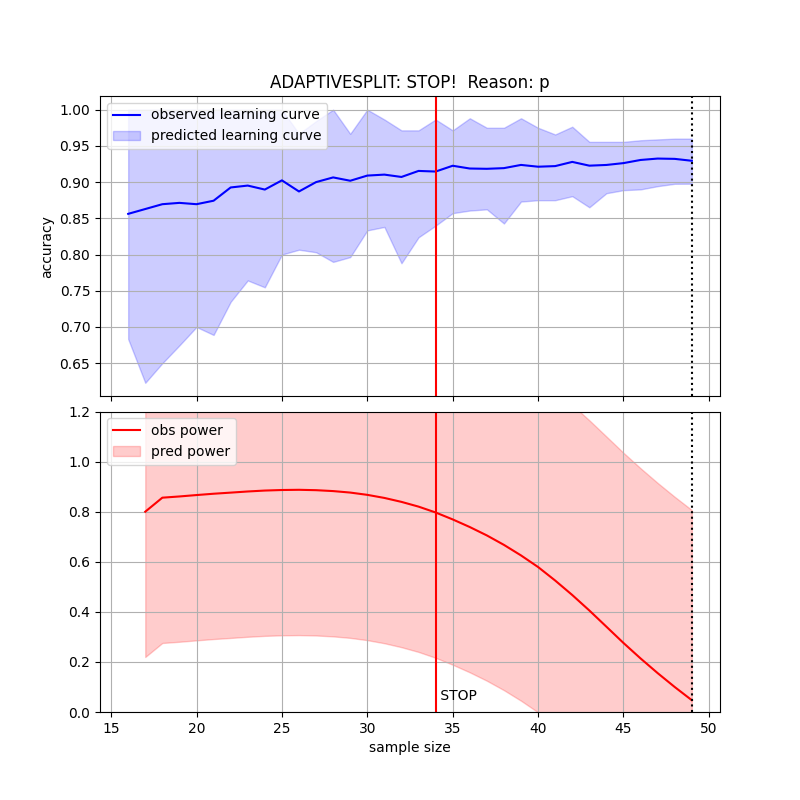 ADAPTIVESPLIT: STOP!  Reason: p
observed learning curve
predicted learning curve
1.00
0.95
0.90
0.85
0.80
0.75
0.70
0.65
accuracy
obs power
pred power
1.2
1.0
0.8
0.6
0.4
0.2
0.0
STOP
15 20 25 30 35 40 45 50
sample size